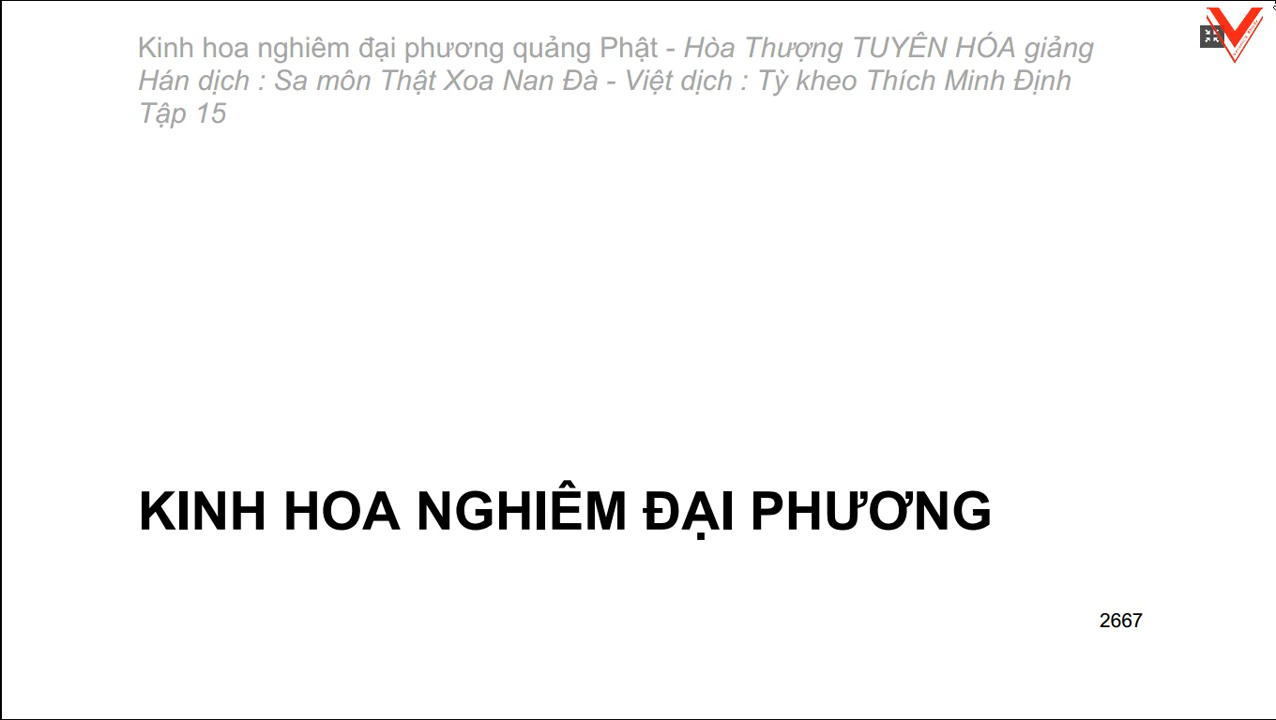 Kinh hoa nghiêm đại phương quảng Phật - Hòa Thượng TUYÊN HÓA giảng
Hán dịch : Sa môn Thật Xoa Nan Đà - Việt dịch : Tỳ kheo Thích Minh Định
Tập 15
KINH HOA NGHIÊM ĐẠI PHƯƠNG
2667